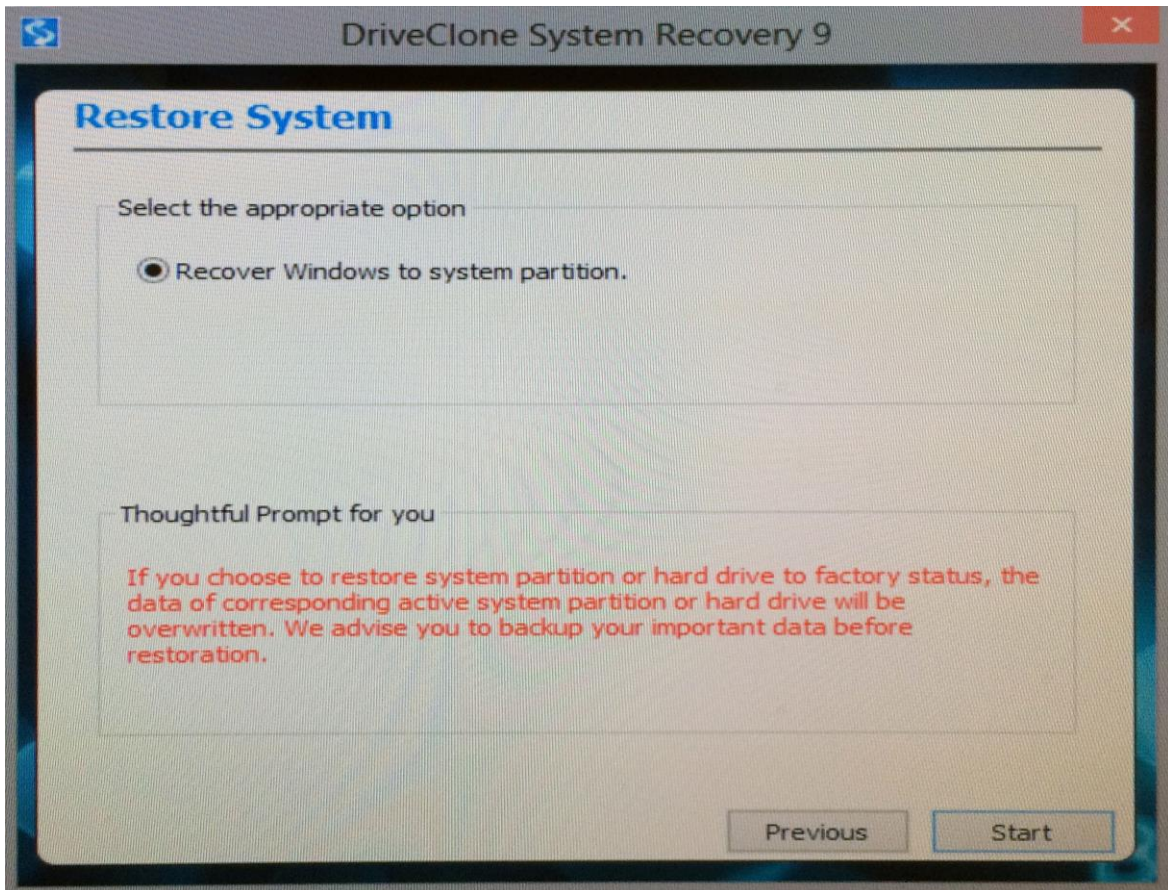 DriveClone System Recovery 9
Restore System
Select the appropriate option
Recover Windows to system partition.
Thoughtful Prompt for you
If you choose to restore system partition or hard drive to factory status, the
data of corresponding active system partition or hard drive will be
overwritten. We advise you to backup your important data before
restoration.
Previous
Start